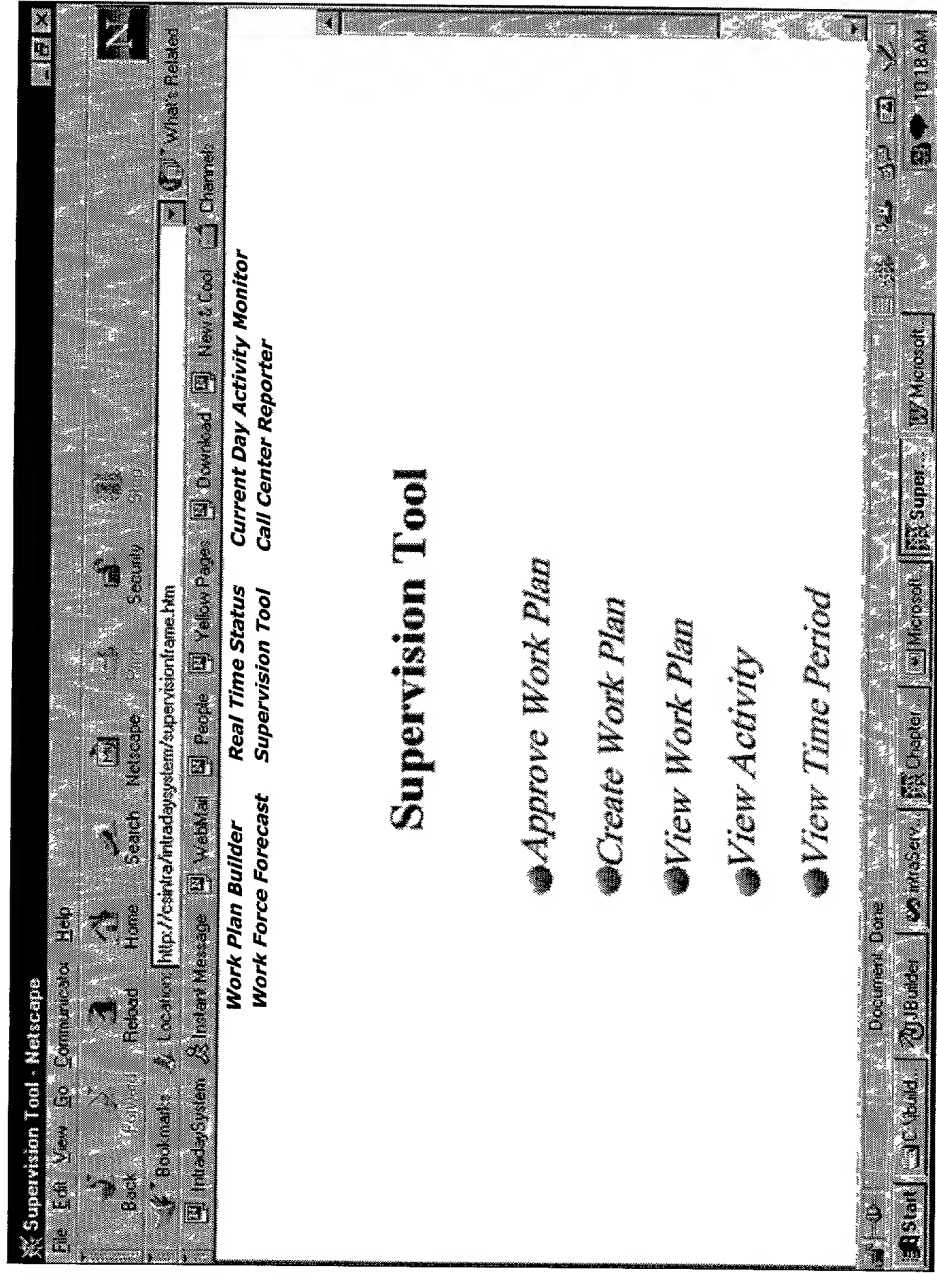 Supervision Tool - Netscape
File Edit View Go Communicator Help
Back Forward Reload Home Search Netscape Print Security Stop
Bookmarks Location: http://csintra/intradaysystem/supervisionframe.htm What's Related
IntradaySystem Instant Message WebMail People Yellow Pages Download New & Cool Channels
Work Plan Builder Real Time Status Current Day Activity Monitor
Work Force Forecast Supervision Tool Call Center Reporter
Supervision Tool
Approve Work Plan
Create Work Plan
View Work Plan
View Activity
View Time Period
Document: Done
Start JBuilder IntraServ... Chapter Microsoft... Super... Microsoft... 10:18 AM